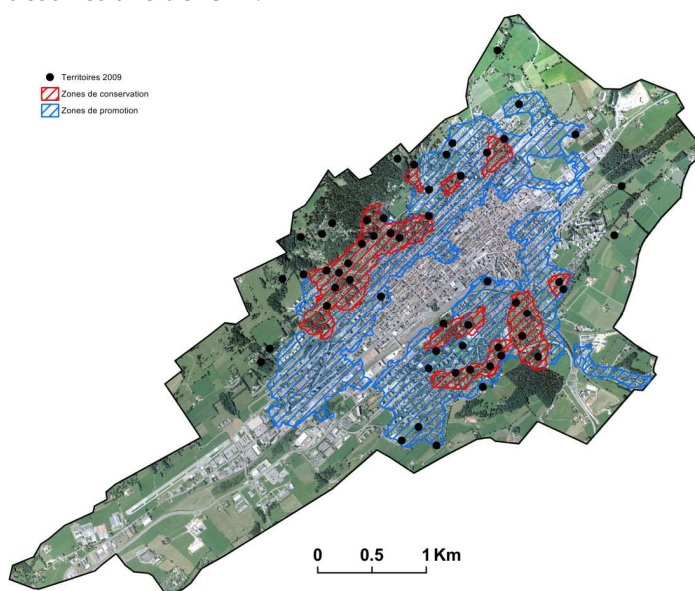 Territoires 2009
Zones de conservation
Zones de promotion
0 0.5 1 Km